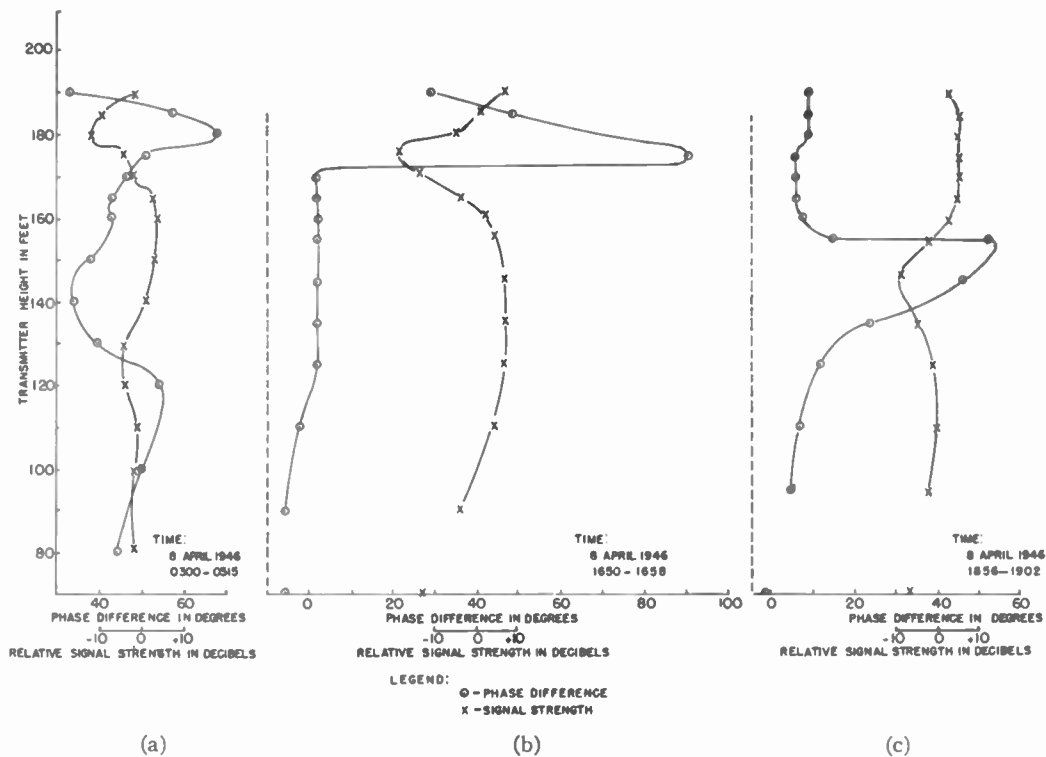 200
180
160
140
120
100
80
TRANSMITTER HEIGHT IN FEET
TIME:
8 APRIL 1946
0300-0515
TIME:
8 APRIL 1946
1650-1658
TIME:
8 APRIL 1946
1856-1902
40 60
0 20 40 60 80 100
0 20 40 60
PHASE DIFFERENCE IN DEGREES
PHASE DIFFERENCE IN DEGREES
PHASE DIFFERENCE IN DEGREES
-10 0 +10
-10 0 +10
-10 0 +10
RELATIVE SIGNAL STRENGTH IN DECIBELS
RELATIVE SIGNAL STRENGTH IN DECIBELS
RELATIVE SIGNAL STRENGTH IN DECIBELS
LEGEND:
⊙ - PHASE DIFFERENCE
x - SIGNAL STRENGTH
(a) (b) (c)